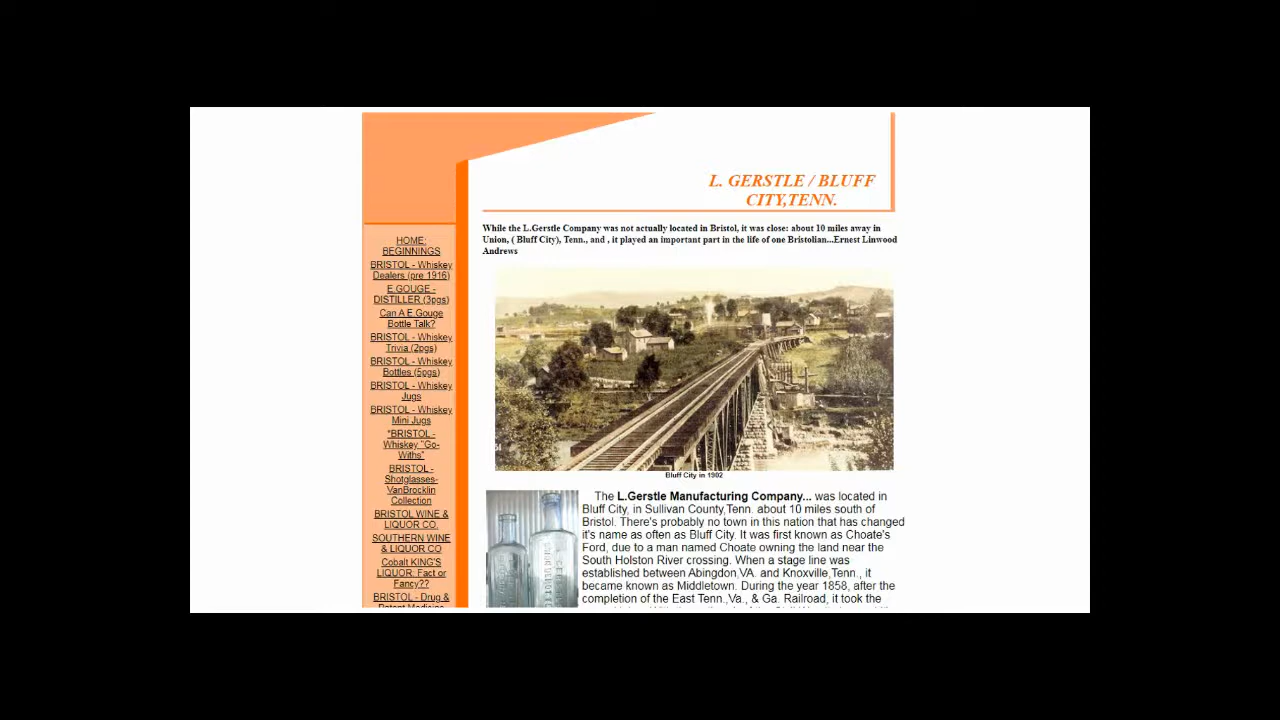 L. GERSTLE / BLUFF
CITY,TENN.
While the L.Gerstle Company was not actually located in Bristol, it was close: about 10 miles away in
Union, ( Bluff City), Tenn., and , it played an important part in the life of one Bristolian...Ernest Linwood
Andrews
HOME:
BEGINNINGS
BRISTOL - Whiskey
Dealers (pre 1916)
E.GOUGE -
DISTILLER (3pgs)
Can A E.Gouge
Bottle Talk?
BRISTOL - Whiskey
Trivia (2pgs)
BRISTOL - Whiskey
Bottles (5pgs)
BRISTOL - Whiskey
Jugs
BRISTOL - Whiskey
Mini Jugs
*BRISTOL -
Whiskey "Go-
Withs"
BRISTOL -
Shotglasses-
VanBrocklin
Collection
BRISTOL WINE &
LIQUOR CO.
SOUTHERN WINE
& LIQUOR CO
Cobalt KING'S
LIQUOR: Fact or
Fancy??
BRISTOL - Drug &
Patent Medicine
Bluff City in 1902
The L.Gerstle Manufacturing Company... was located in
Bluff City, in Sullivan County,Tenn. about 10 miles south of
Bristol. There's probably no town in this nation that has changed
it's name as often as Bluff City. It was first known as Choate's
Ford, due to a man named Choate owning the land near the
South Holston River crossing. When a stage line was
established between Abingdon,VA. and Knoxville,Tenn., it
became known as Middletown. During the year 1858, after the
completion of the East Tenn.,Va., & Ga. Railroad, it took the